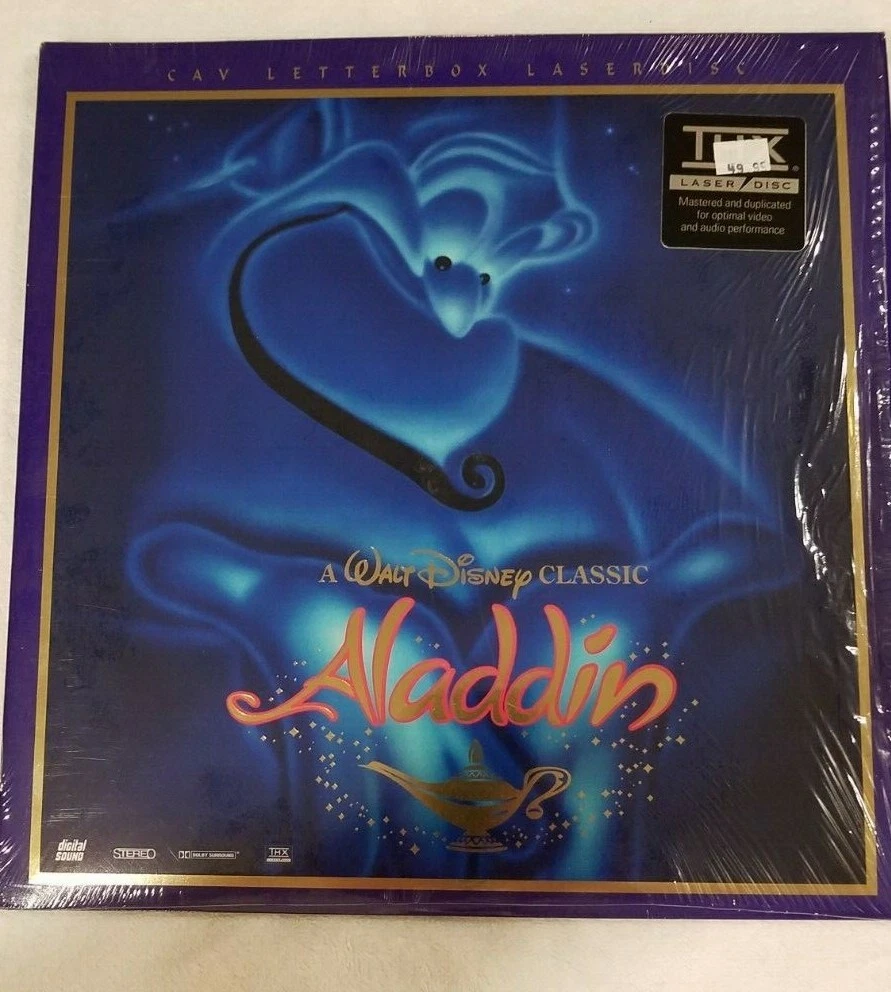 CAV LETTERBOX LASERDISC
THX
49.95
LASER DISC
Mastered and duplicated
for optimal video
and audio performance
A WALT DISNEY CLASSIC
Aladdin
digital
SOUND
STEREO
DOLBY SURROUND
THX